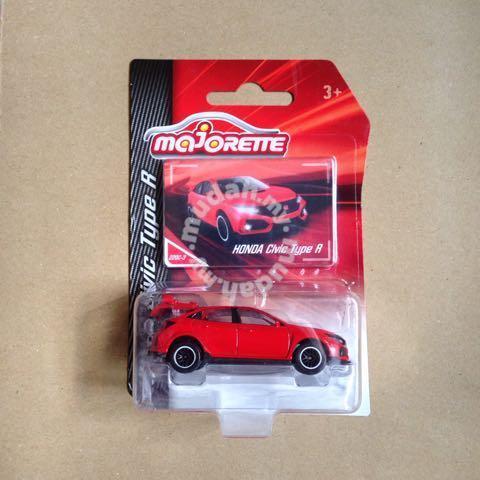 3+
majORETTE
HONDA Civic Type R
Civic Type R
mudah.my